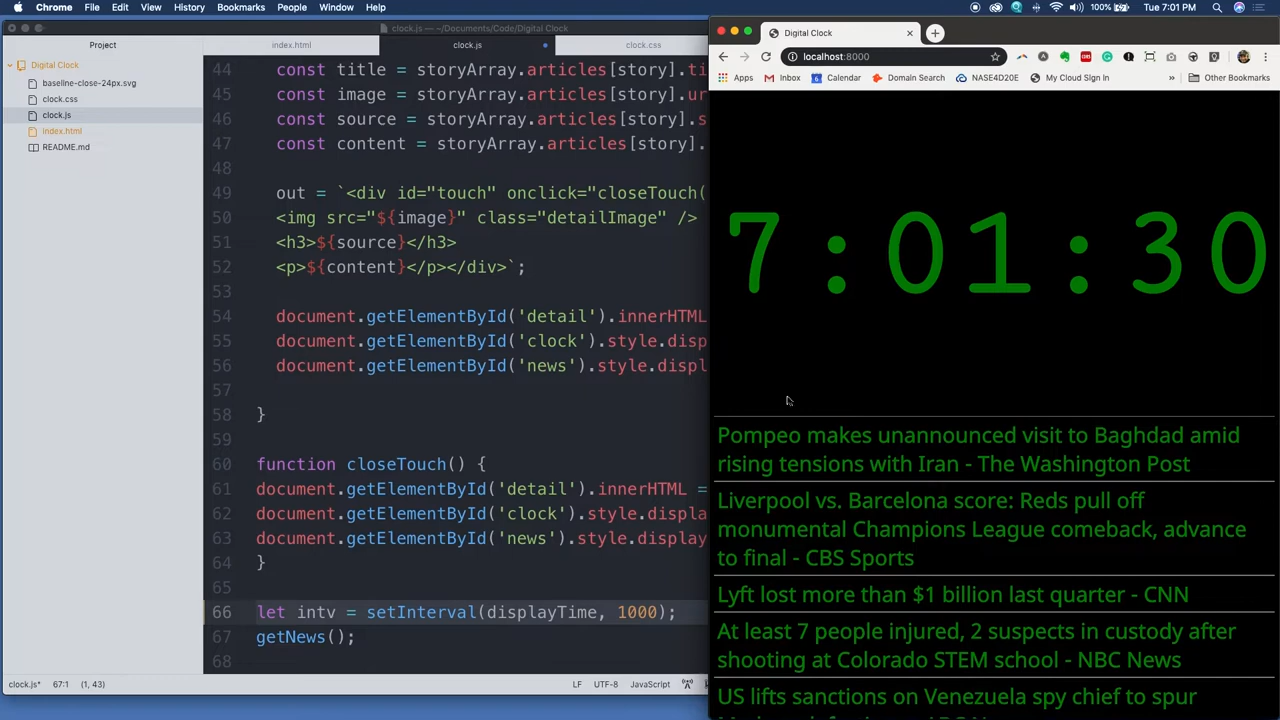 Chrome File Edit View History Bookmarks People Window Help
100% Tue 7:01 PM
clock.js — ~/Documents/Code/Digital Clock
Project
index.html
clock.js
clock.css
Digital Clock
baseline-close-24px.svg
clock.css
clock.js
index.html
README.md
44 const title = storyArray.articles[story].ti
45 const image = storyArray.articles[story].ur
46 const source = storyArray.articles[story].s
47 const content = storyArray.articles[story].
48
49 out = `<div id="touch" onclick="closeTouch(
50 <img src="${image}" class="detailImage" />
51 <h3>${source}</h3>
52 <p>${content}</p></div>`;
53
54 document.getElementById('detail').innerHTML
55 document.getElementById('clock').style.disp
56 document.getElementById('news').style.displ
57
58 }
59
60 function closeTouch() {
61 document.getElementById('detail').innerHTML =
62 document.getElementById('clock').style.displa
63 document.getElementById('news').style.display
64 }
65
66 let intv = setInterval(displayTime, 1000);
67 getNews();
68
clock.js* 67:1 (1, 43) LF UTF-8 JavaScript
Digital Clock
localhost:8000
Apps Inbox Calendar Domain Search NASE4D20E My Cloud Sign In » Other Bookmarks
7:01:30
Pompeo makes unannounced visit to Baghdad amid
rising tensions with Iran - The Washington Post
Liverpool vs. Barcelona score: Reds pull off
monumental Champions League comeback, advance
to final - CBS Sports
Lyft lost more than $1 billion last quarter - CNN
At least 7 people injured, 2 suspects in custody after
shooting at Colorado STEM school - NBC News
US lifts sanctions on Venezuela spy chief to spur